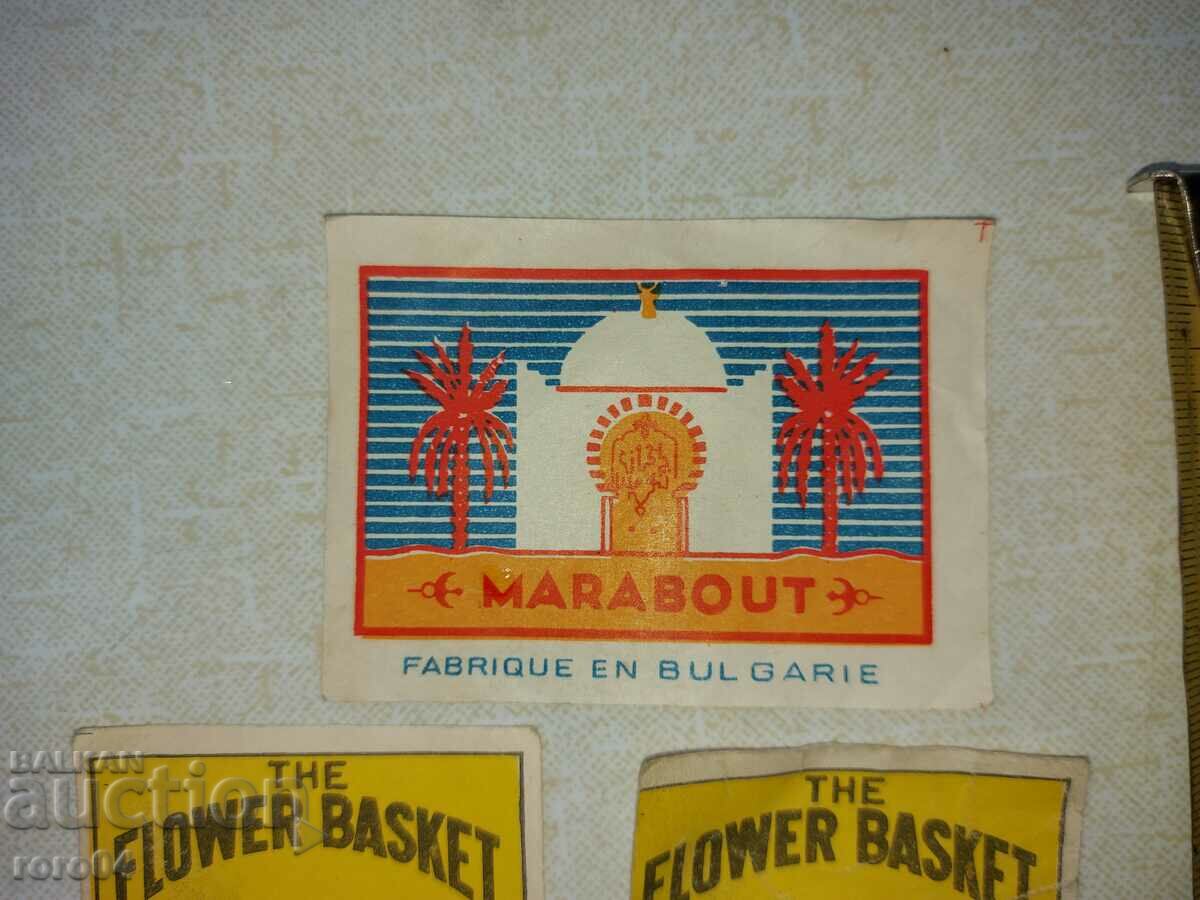 T
MARABOUT
FABRIQUE EN BULGARIE
THE
FLOWER BASKET
THE
FLOWER BASKET
BALKAN
auction
roro04